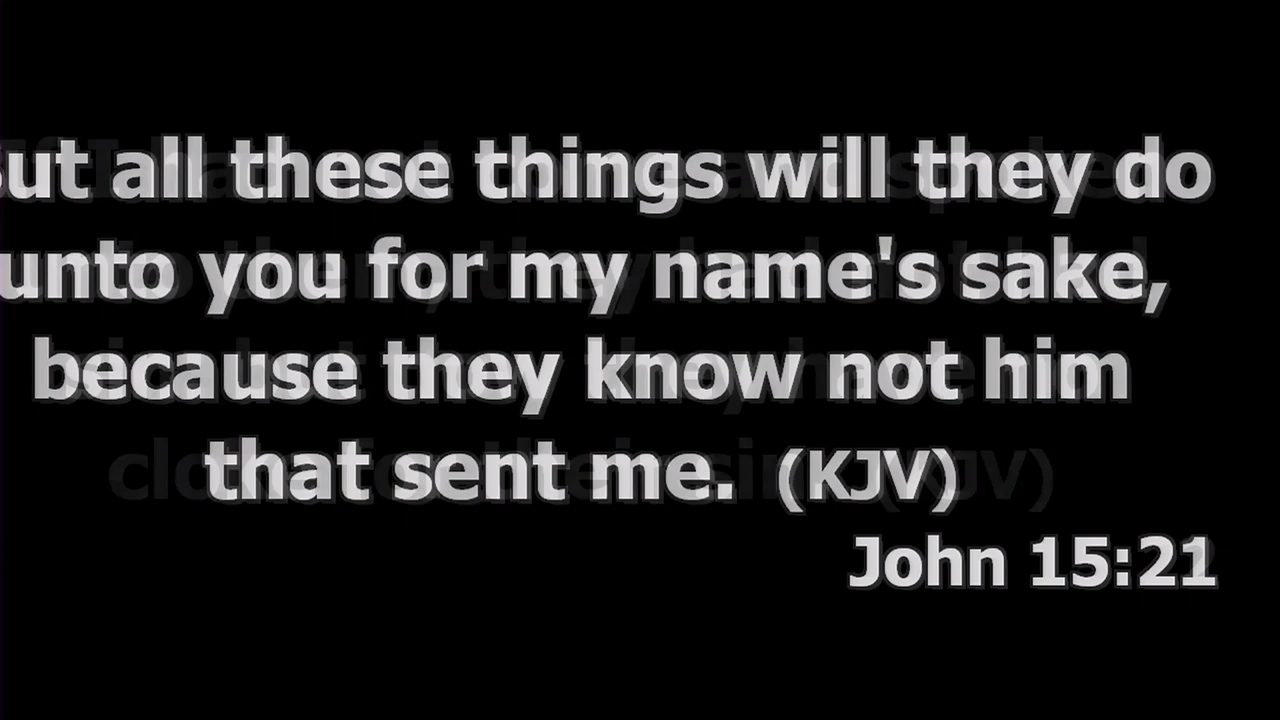 But all these things will they do
unto you for my name's sake,
because they know not him
that sent me. (KJV)
John 15:21